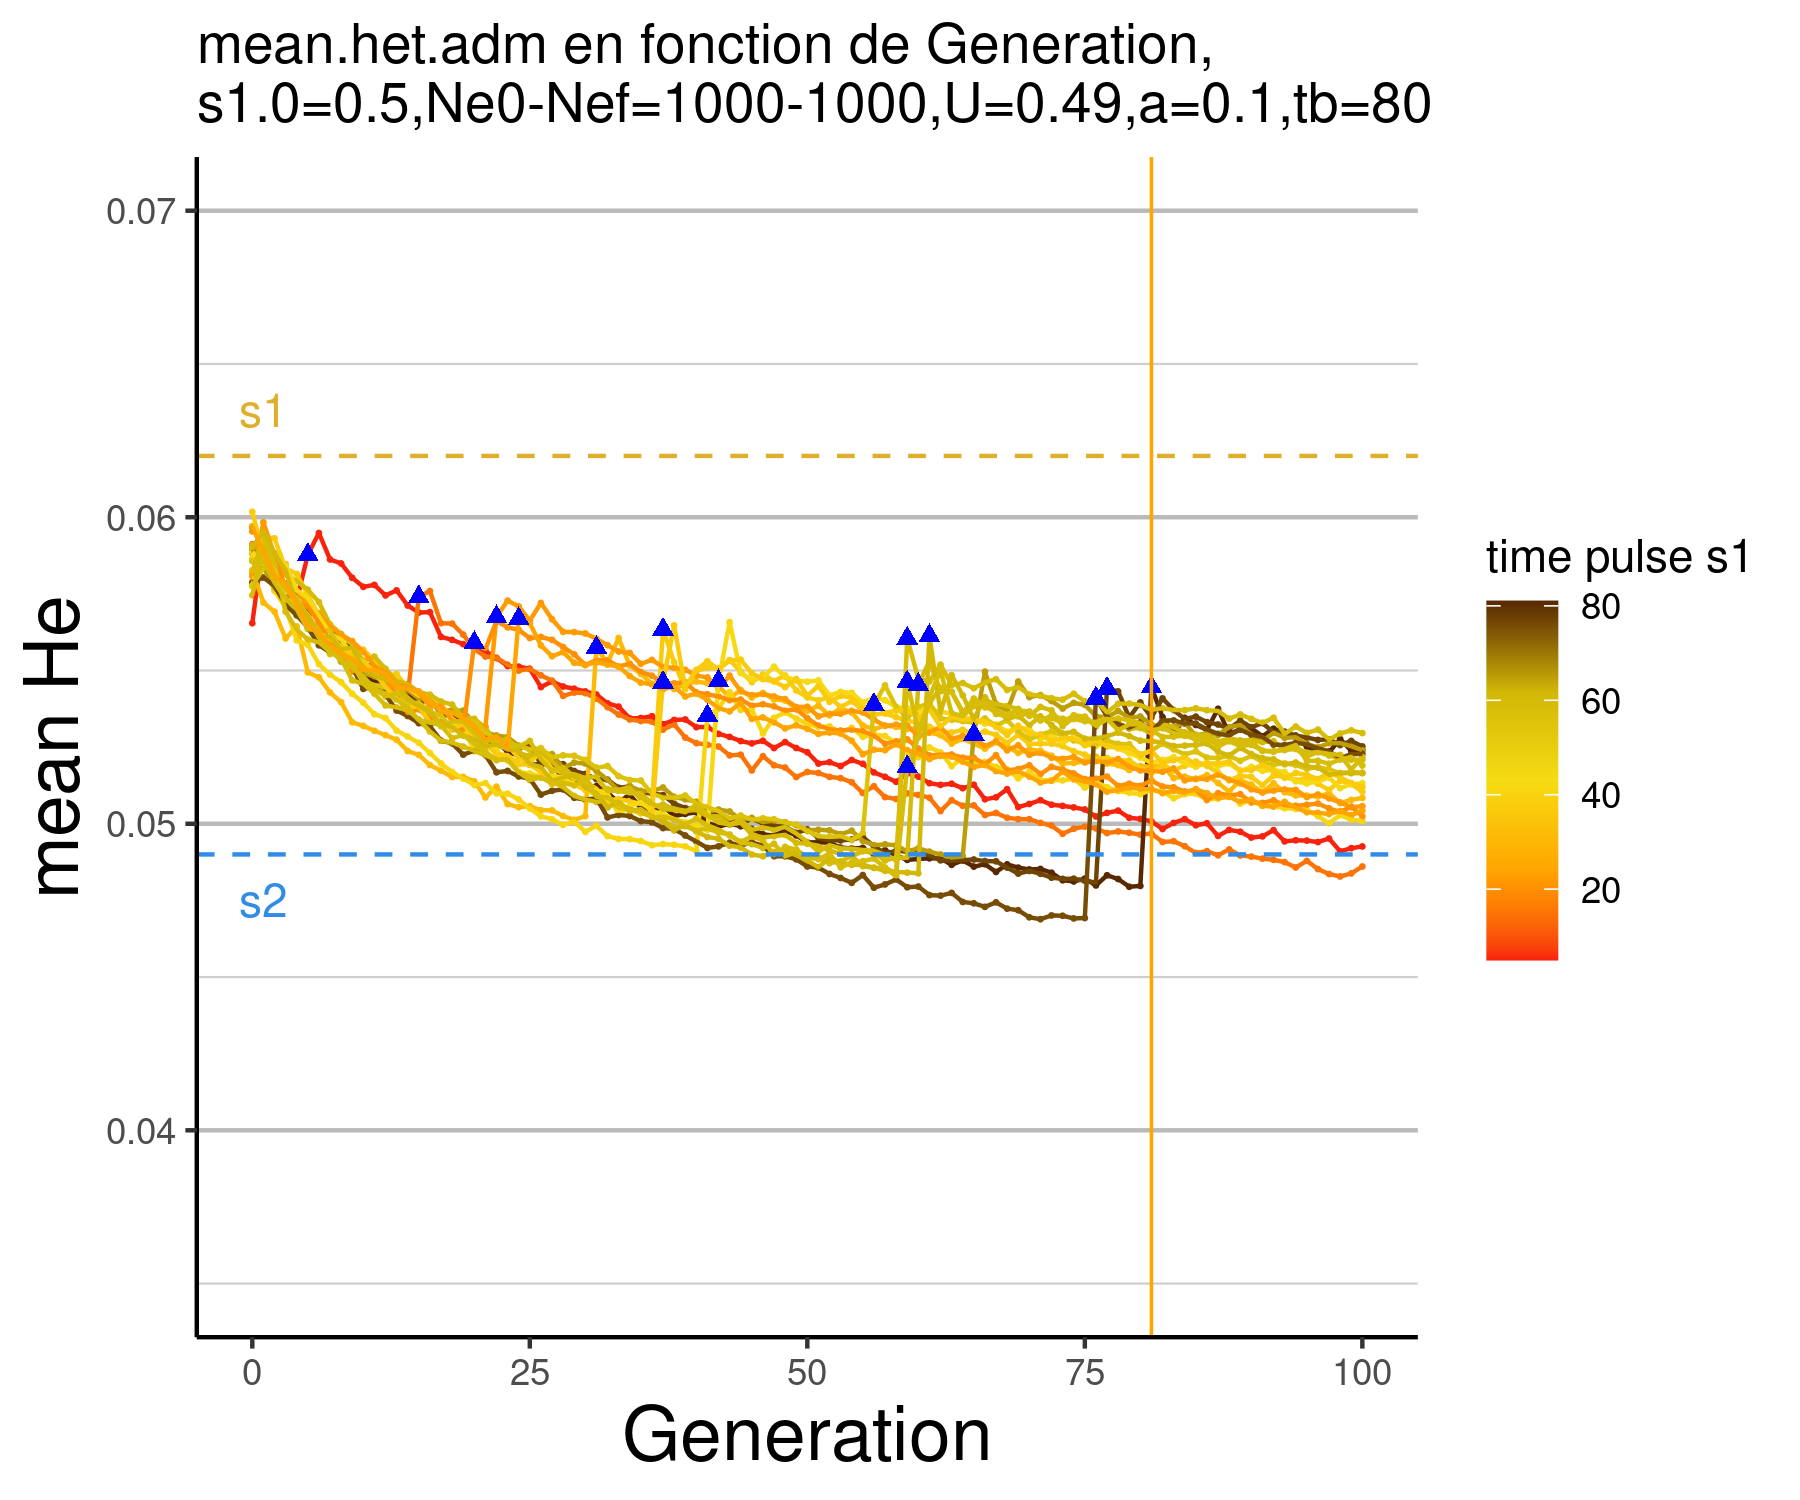 mean.het.adm en fonction de Generation,
s1.0=0.5,Ne0-Nef=1000-1000,U=0.49,a=0.1,tb=80
mean He
0.07
0.06
0.05
0.04
s1
s2
0
25
50
75
100
Generation
time pulse s1
80
60
40
20